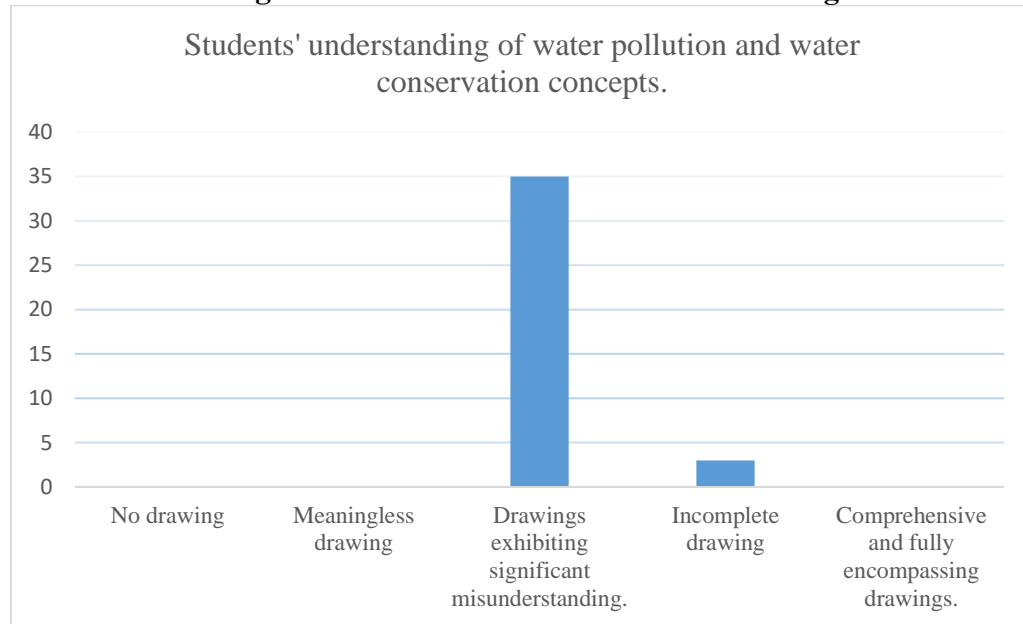 Students' understanding of water pollution and water
conservation concepts.
40
35
30
25
20
15
10
5
0
No drawing
Meaningless
drawing
Drawings
exhibiting
significant
misunderstanding.
Incomplete
drawing
Comprehensive
and fully
encompassing
drawings.